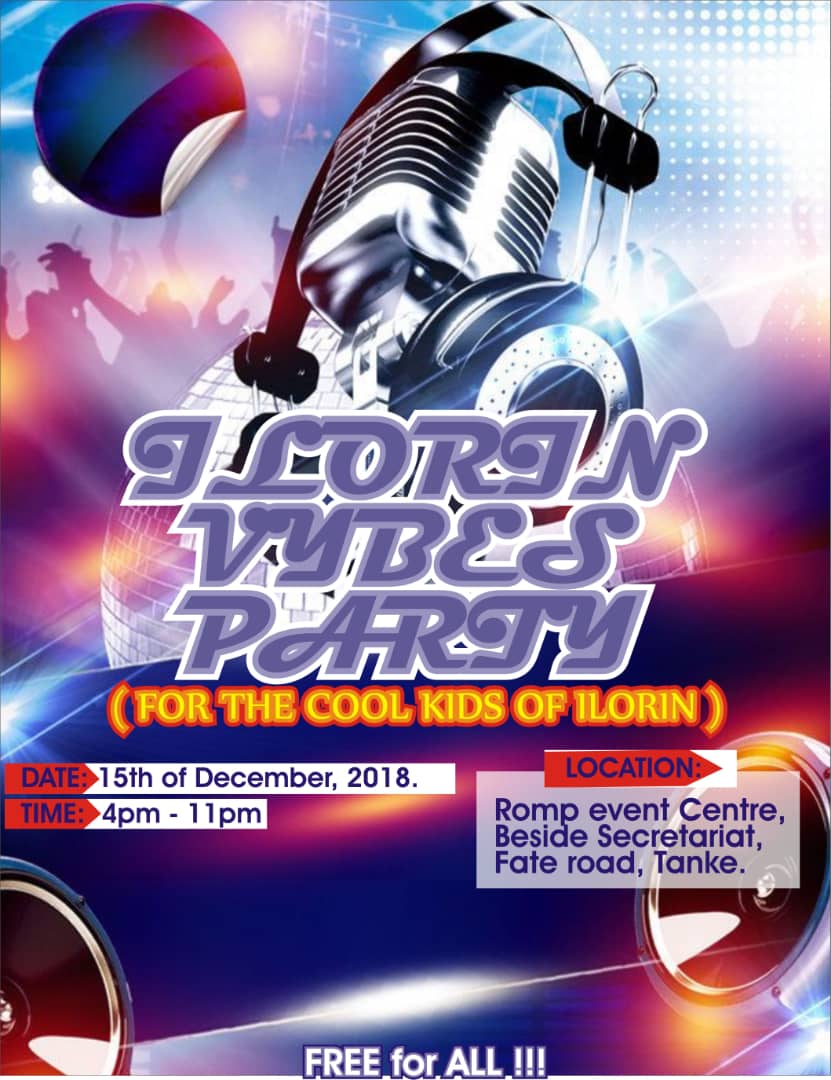 ILORIN
VYBES
PARTY
( FOR THE COOL KIDS OF ILORIN )
DATE: 15th of December, 2018.
TIME: 4pm - 11pm
LOCATION:
Romp event Centre,
Beside Secretariat,
Fate road, Tanke.
FREE for ALL !!!